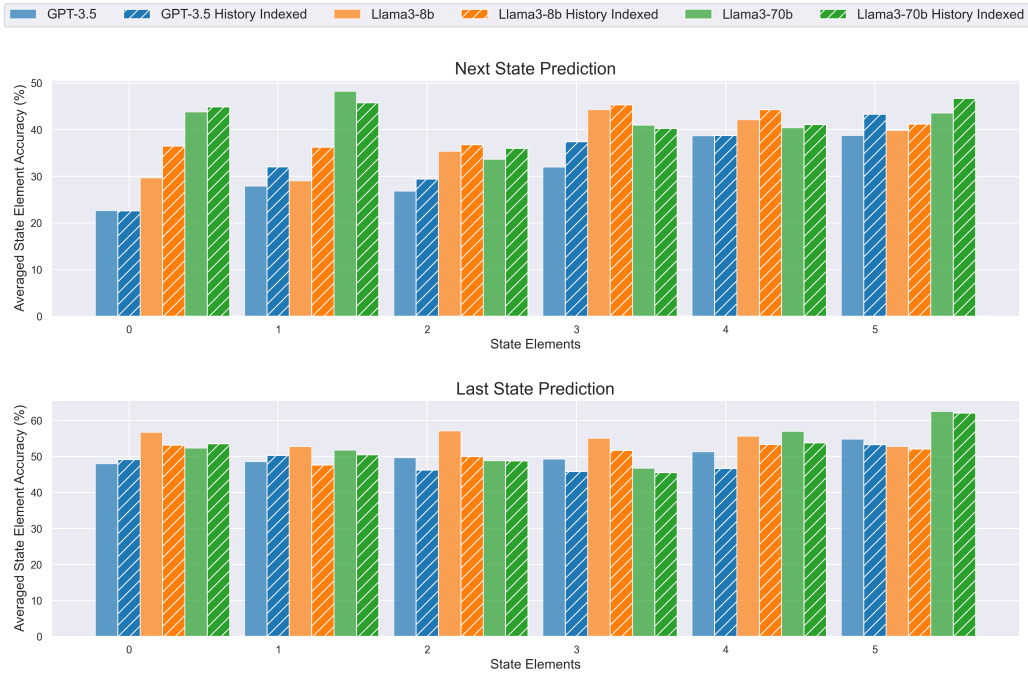 GPT-3.5 GPT-3.5 History Indexed Llama3-8b Llama3-8b History Indexed Llama3-70b Llama3-70b History Indexed
Next State Prediction
Averaged State Element Accuracy (%)
50
40
30
20
10
0
0 1 2 3 4 5
State Elements
Last State Prediction
Averaged State Element Accuracy (%)
60
50
40
30
20
10
0
0 1 2 3 4 5
State Elements